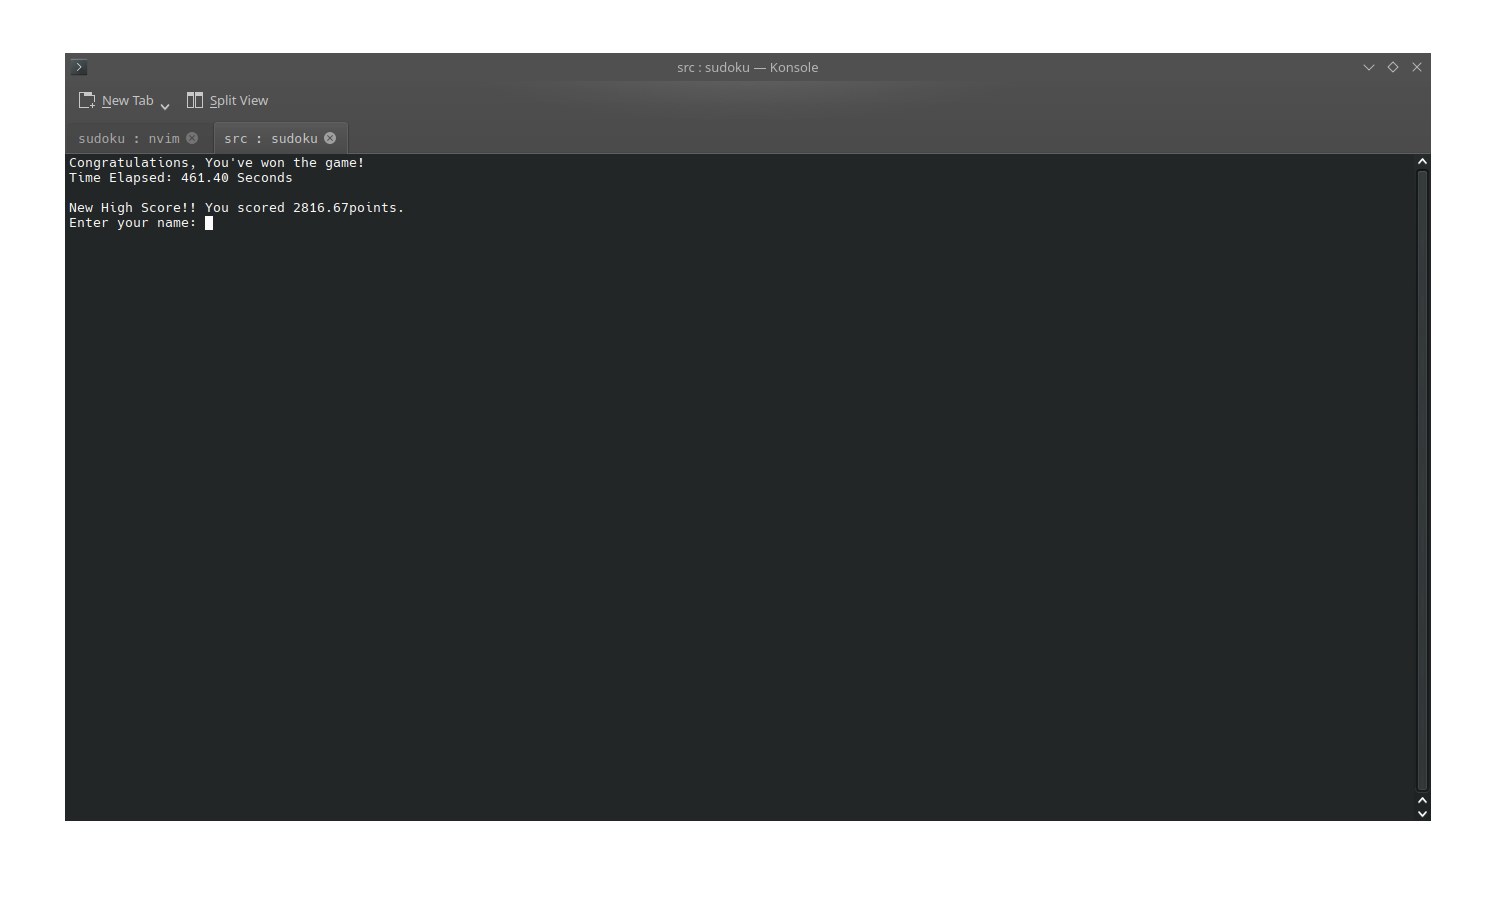 src : sudoku — Konsole
New Tab Split View
sudoku : nvim src : sudoku
Congratulations, You've won the game!
Time Elapsed: 461.40 Seconds
New High Score!! You scored 2816.67points.
Enter your name: